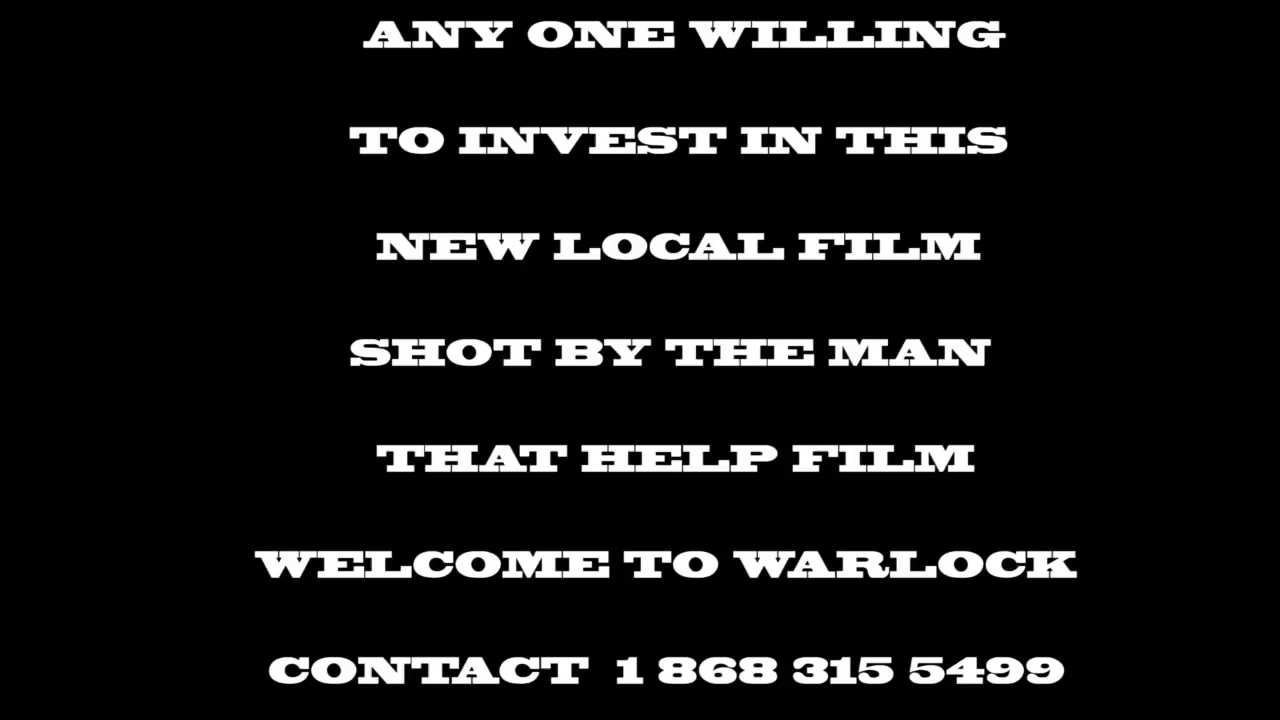 ANY ONE WILLING
TO INVEST IN THIS
NEW LOCAL FILM
SHOT BY THE MAN
THAT HELP FILM
WELCOME TO WARLOCK
CONTACT 1 868 315 5499